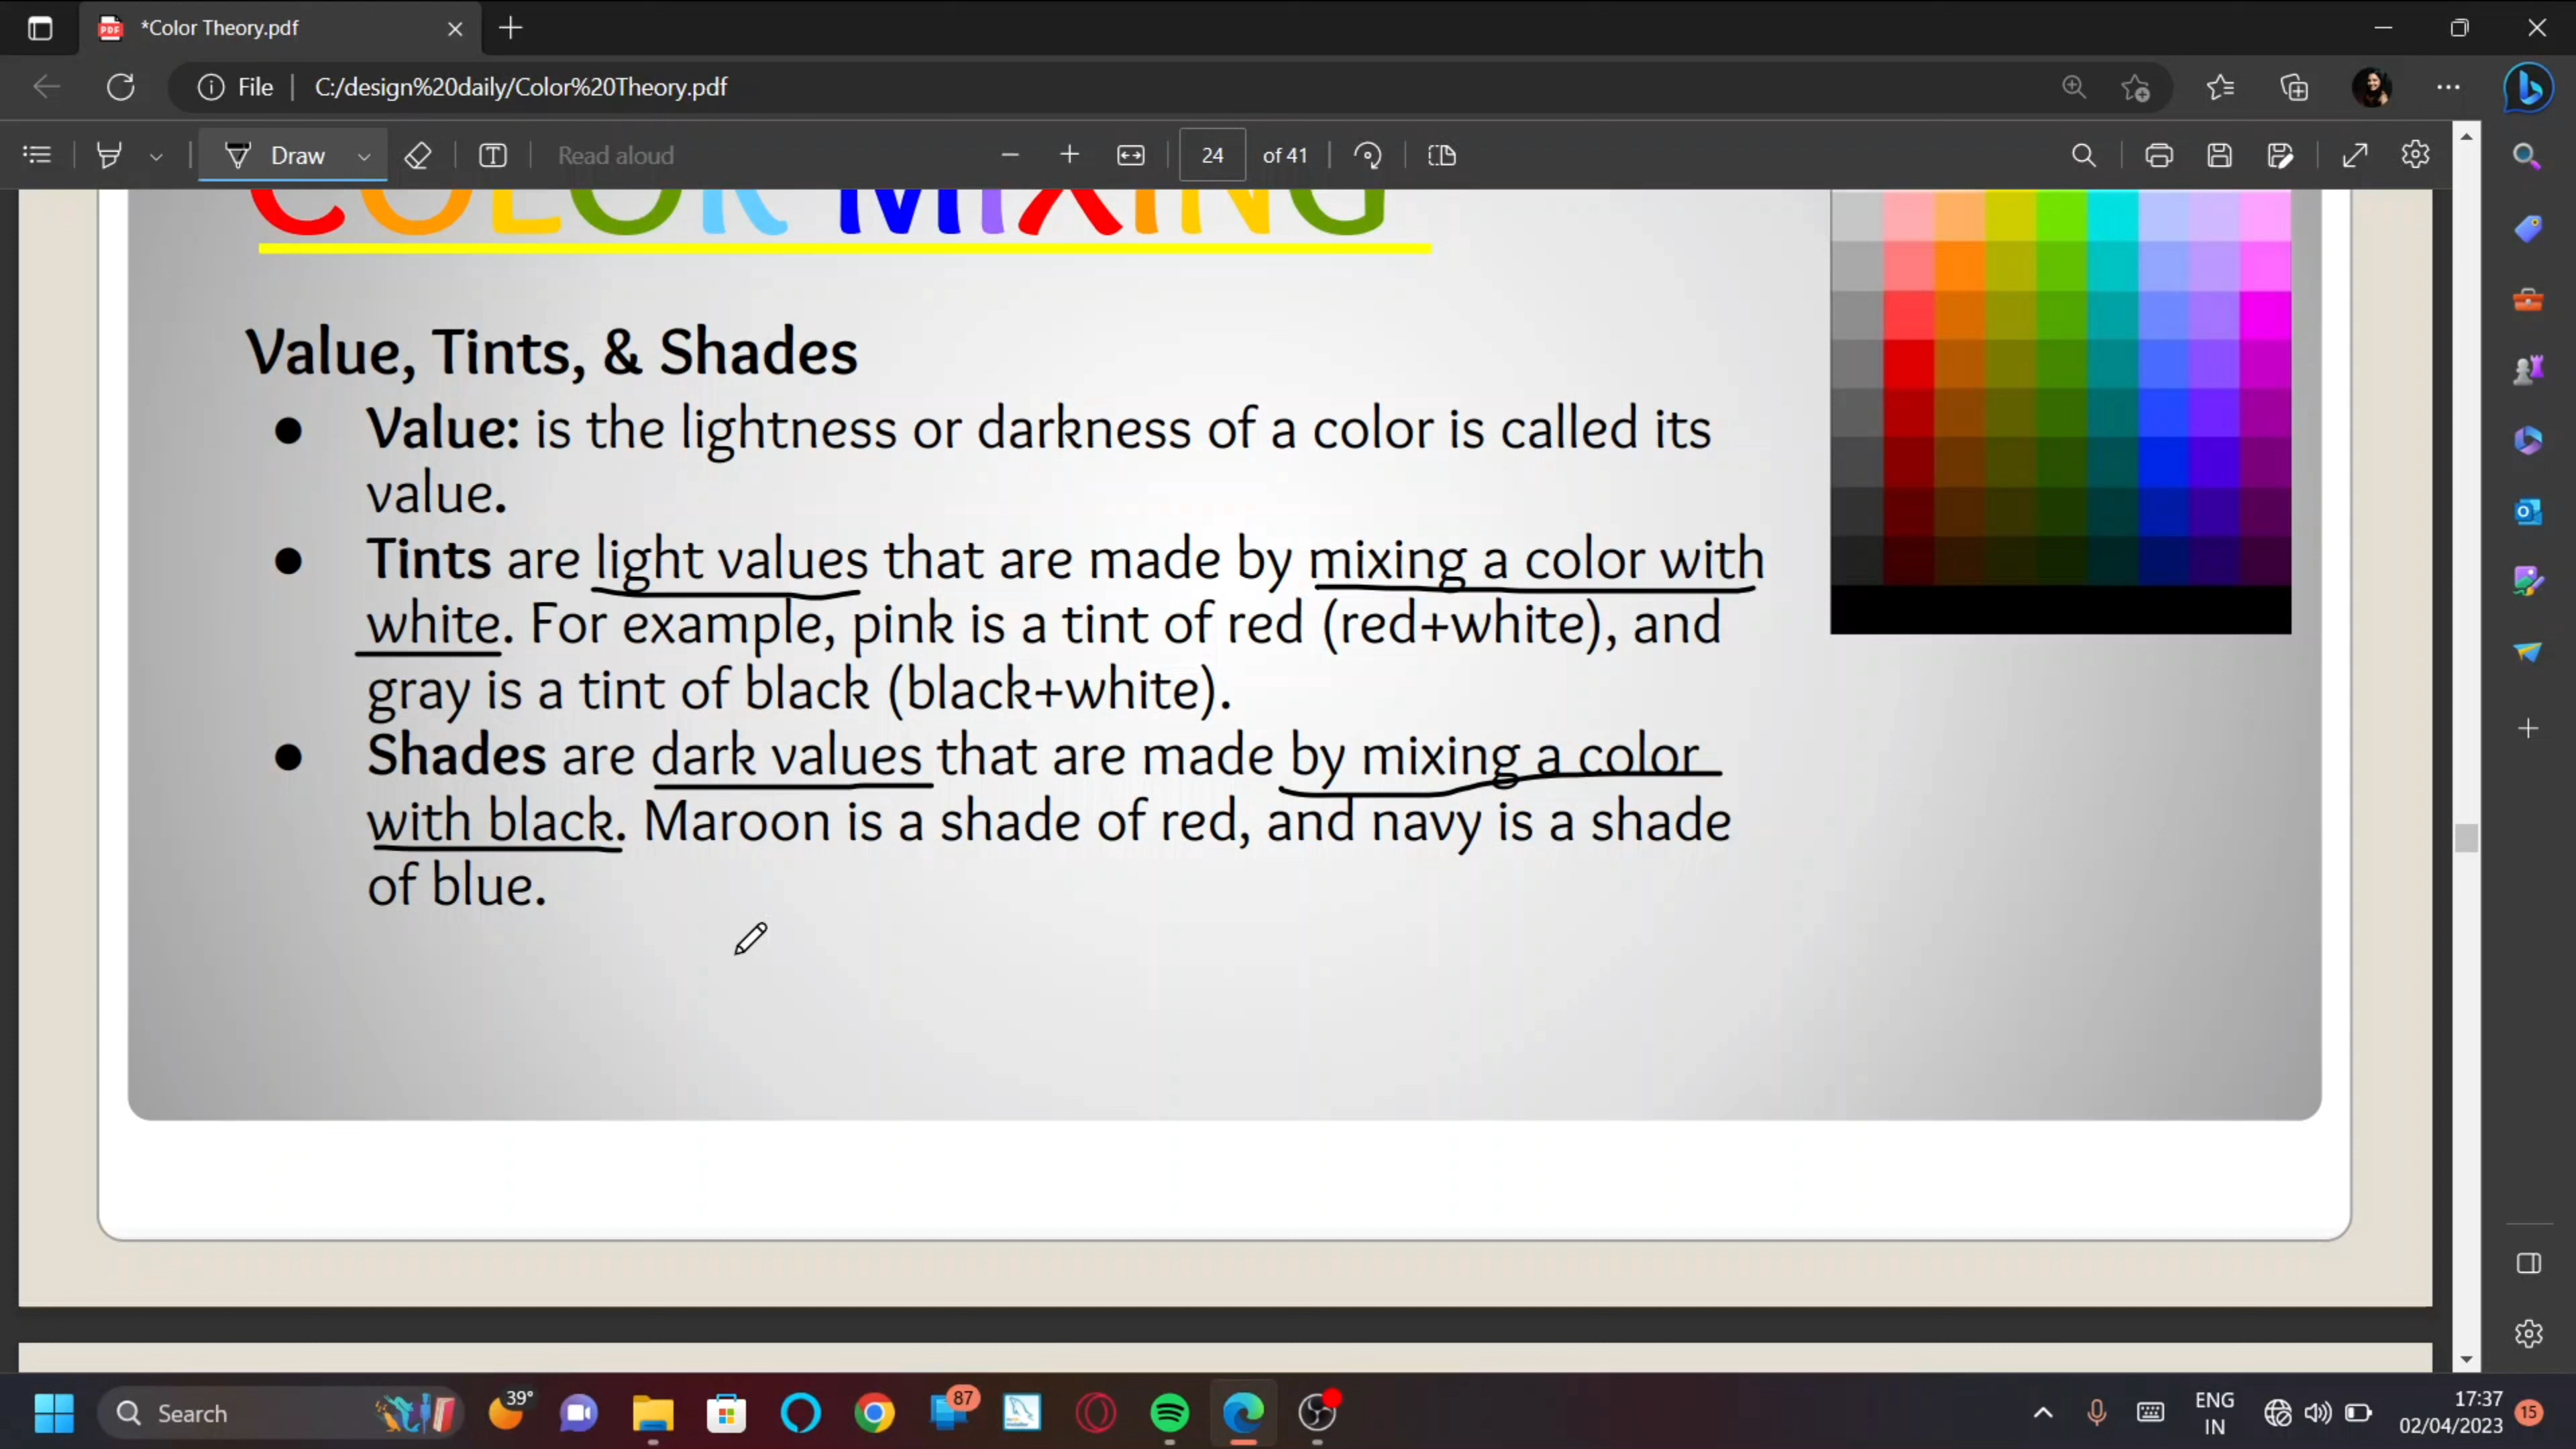 *Color Theory.pdf
File | C:/design%20daily/Color%20Theory.pdf
Draw
Read aloud
24 of 41
COLOR MIXING
Value, Tints, & Shades
● Value: is the lightness or darkness of a color is called its
value.
● Tints are light values that are made by mixing a color with
white. For example, pink is a tint of red (red+white), and
gray is a tint of black (black+white).
● Shades are dark values that are made by mixing a color
with black. Maroon is a shade of red, and navy is a shade
of blue.
Search
39°
87
ENG
IN
17:37
02/04/2023
15